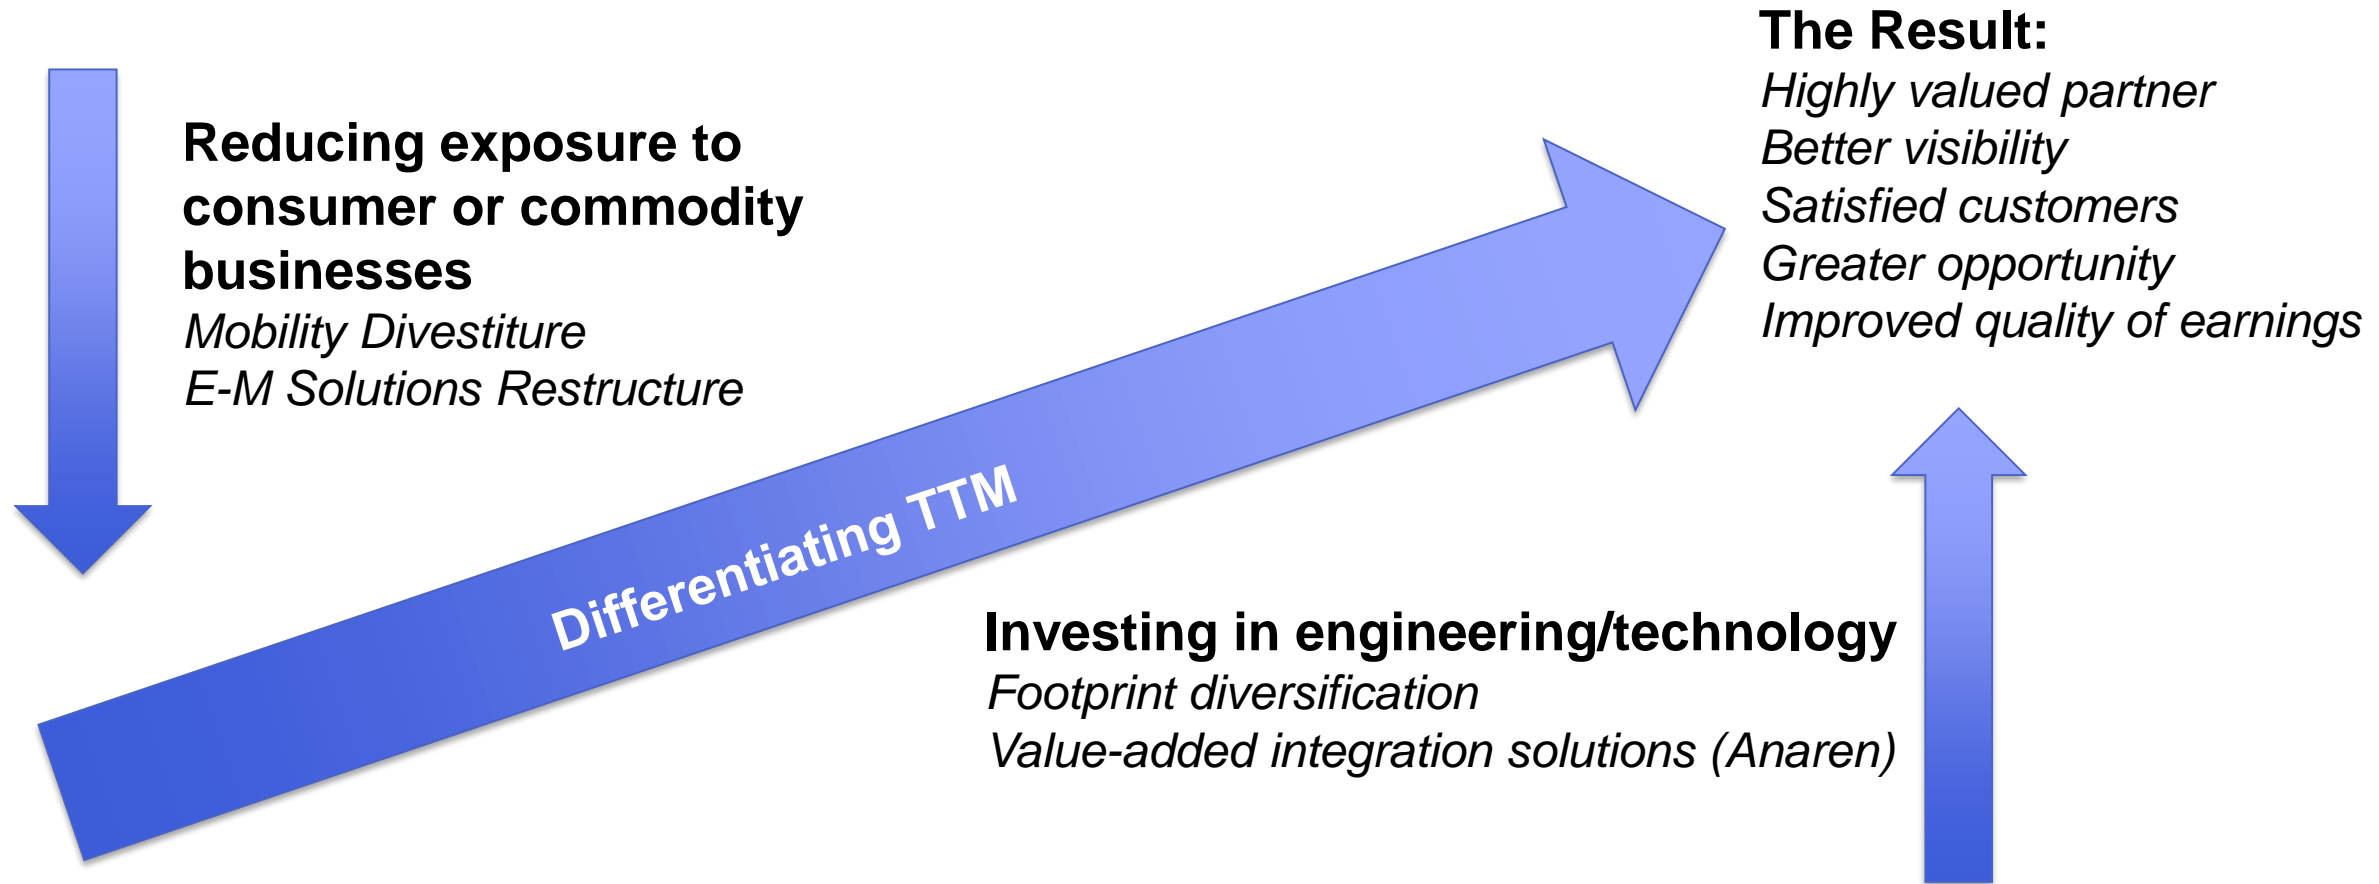 The Result:
Highly valued partner
Better visibility
Satisfied customers
Greater opportunity
Improved quality of earnings
Reducing exposure to
consumer or commodity
businesses
Mobility Divestiture
E-M Solutions Restructure
Differentiating TTM
Investing in engineering/technology
Footprint diversification
Value-added integration solutions (Anaren)